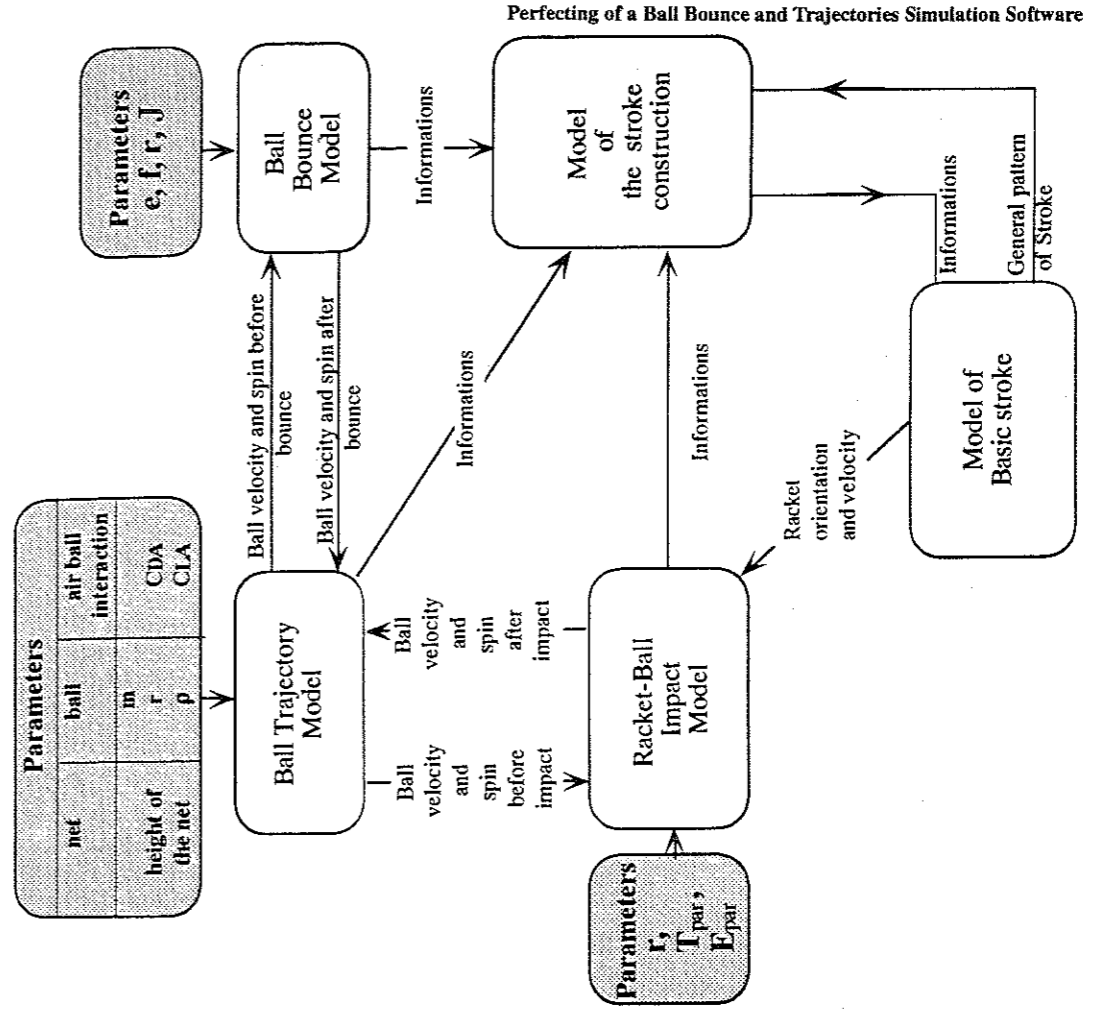 Perfecting of a Ball Bounce and Trajectories Simulation Software
Parameters
net
ball
air ball
interaction
height of
the net
m
r
ρ
CDA
CLA
Parameters
e, f, r, J
Ball Trajectory
Model
Ball velocity and spin before
bounce
Ball velocity and spin after
bounce
Ball
Bounce
Model
Ball
velocity
and
spin
before
impact
Ball
velocity
and
spin
after
impact
Informations
Informations
Parameters
r,
Tpar,
Epar
Racket-Ball
Impact
Model
Informations
Model
of
the stroke
construction
Racket
orientation
and velocity
Informations
General pattern
of Stroke
Model of
Basic stroke